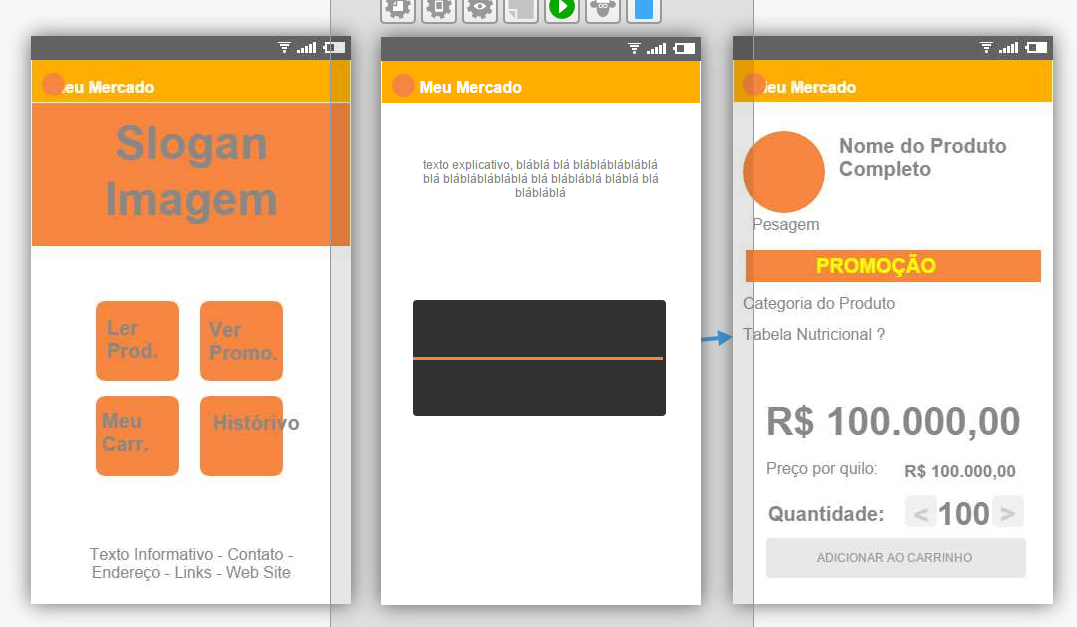 Meu Mercado
Slogan
Imagem
Ler
Prod.
Ver
Promo.
Meu
Carr.
Histórivo
Texto Informativo - Contato -
Endereço - Links - Web Site
Meu Mercado
texto explicativo, bláblá blá bláblábláblábláblá
blá bláblábláblábláblá blá bláblábláblá bláblá blá
bláblábláblá
Meu Mercado
Nome do Produto
Completo
Pesagem
PROMOÇÃO
Categoria do Produto
Tabela Nutricional ?
R$ 100.000,00
Preço por quilo: R$ 100.000,00
Quantidade: < 100 >
ADICIONAR AO CARRINHO